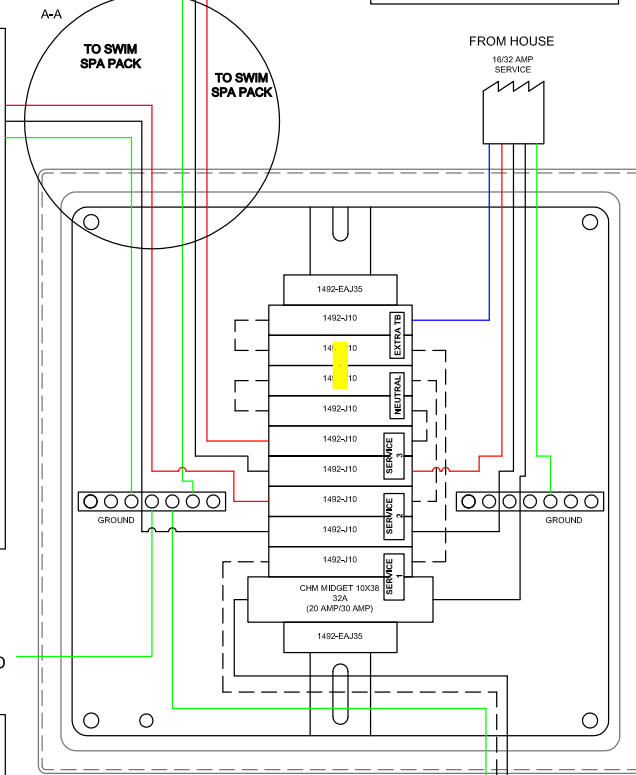 A-A
TO SWIM
SPA PACK
TO SWIM
SPA PACK
FROM HOUSE
16/32 AMP
SERVICE
1492-EAJ35
1492-J10
EXTRA TB
1492-J10
NEUTRAL
1492-J10
SERVICE
3
1492-J10
1492-J10
SERVICE
2
1492-J10
1492-J10
SERVICE
1
CHM MIDGET 10X38
32A
(20 AMP/30 AMP)
1492-EAJ35
GROUND
GROUND